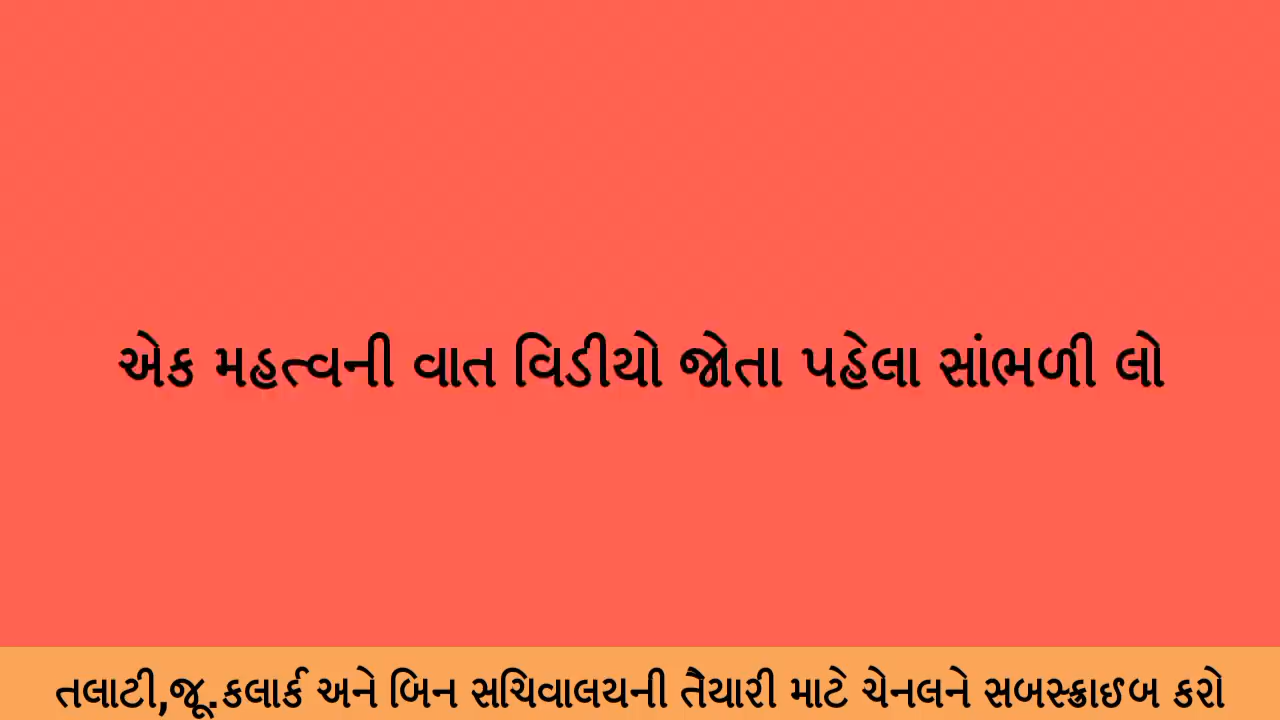 એક મહત્વની વાત વિડીયો જોતા પહેલા સાંભળી લો
તલાટી,જૂ.કલાર્ક અને બિન સચિવાલયની તૈયારી માટે ચેનલને સબસ્ક્રાઇબ કરો